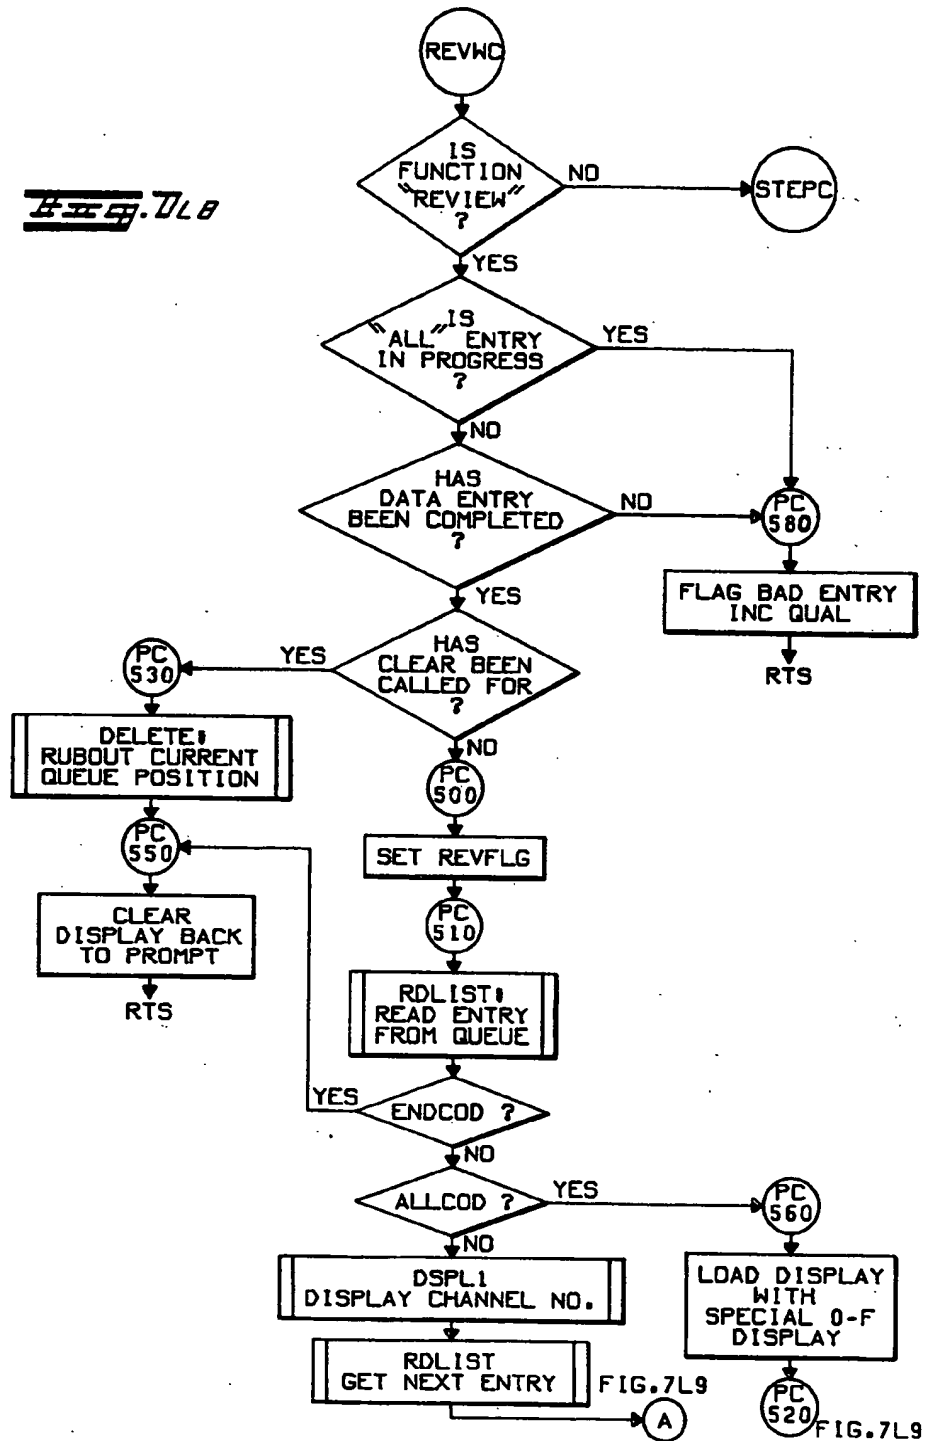 REVWC
IS
FUNCTION
"REVIEW"
?
NO
STEPC
Fig. 7L8
YES
IS
"ALL" ENTRY
IN PROGRESS
?
YES
NO
HAS
DATA ENTRY
BEEN COMPLETED
?
NO
PC
580
YES
FLAG BAD ENTRY
INC QUAL
RTS
HAS
CLEAR BEEN
CALLED FOR
?
YES
PC
530
NO
DELETE:
RUBOUT CURRENT
QUEUE POSITION
PC
500
PC
550
SET REVFLG
CLEAR
DISPLAY BACK
TO PROMPT
RTS
PC
510
RDLIST:
READ ENTRY
FROM QUEUE
YES
ENDCOD ?
NO
ALLCOD ?
YES
PC
560
NO
DSPL1
DISPLAY CHANNEL NO.
LOAD DISPLAY
WITH
SPECIAL 0-F
DISPLAY
RDLIST
GET NEXT ENTRY
FIG.7L9
A
PC
520
FIG.7L9